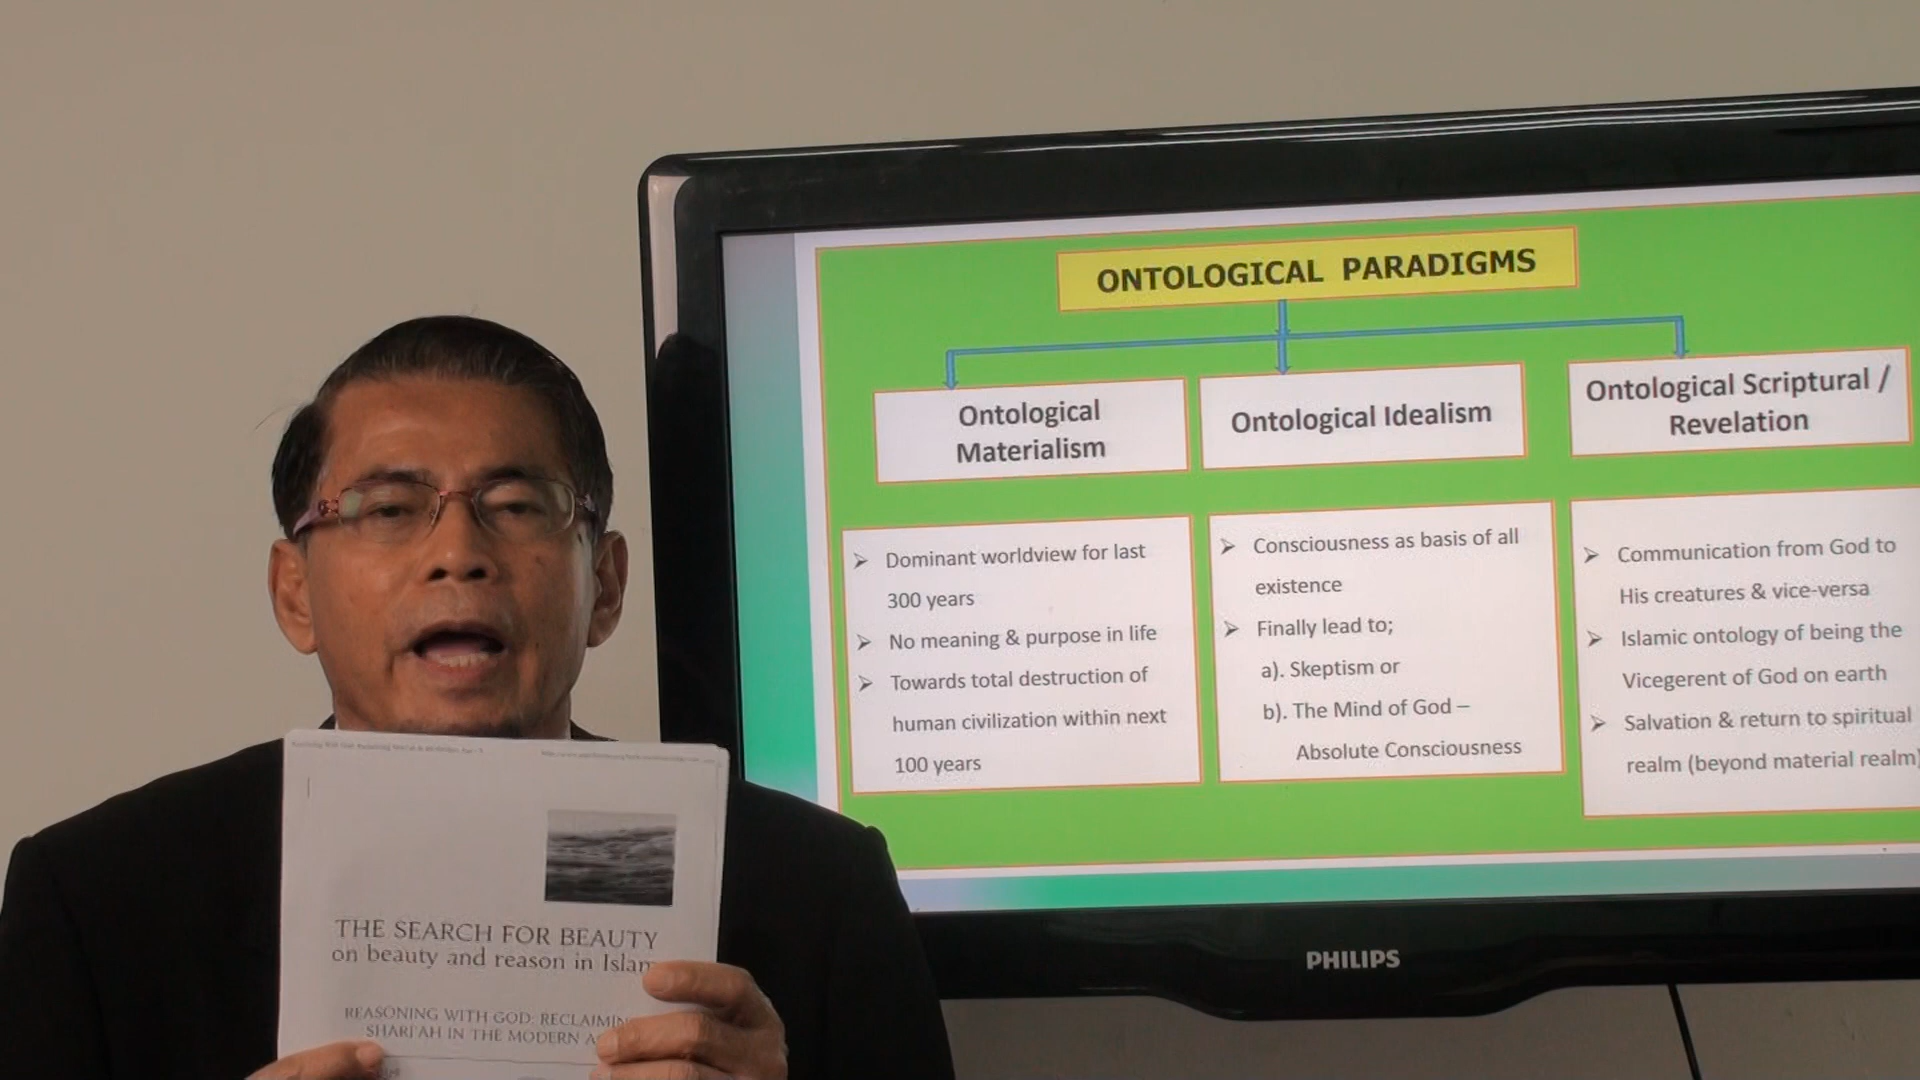 ONTOLOGICAL PARADIGMS
Ontological
Materialism
Ontological Idealism
Ontological Scriptural /
Revelation
➢ Dominant worldview for last
300 years
➢ No meaning & purpose in life
➢ Towards total destruction of
human civilization within next
100 years
➢ Consciousness as basis of all
existence
➢ Finally lead to;
a). Skeptism or
b). The Mind of God –
Absolute Consciousness
➢ Communication from God to
His creatures & vice-versa
➢ Islamic ontology of being the
Vicegerent of God on earth
➢ Salvation & return to spiritual
realm (beyond material realm)
PHILIPS
THE SEARCH FOR BEAUTY
on beauty and reason in Islam
REASONING WITH GOD: RECLAIMIN
SHARI'AH IN THE MODERN A